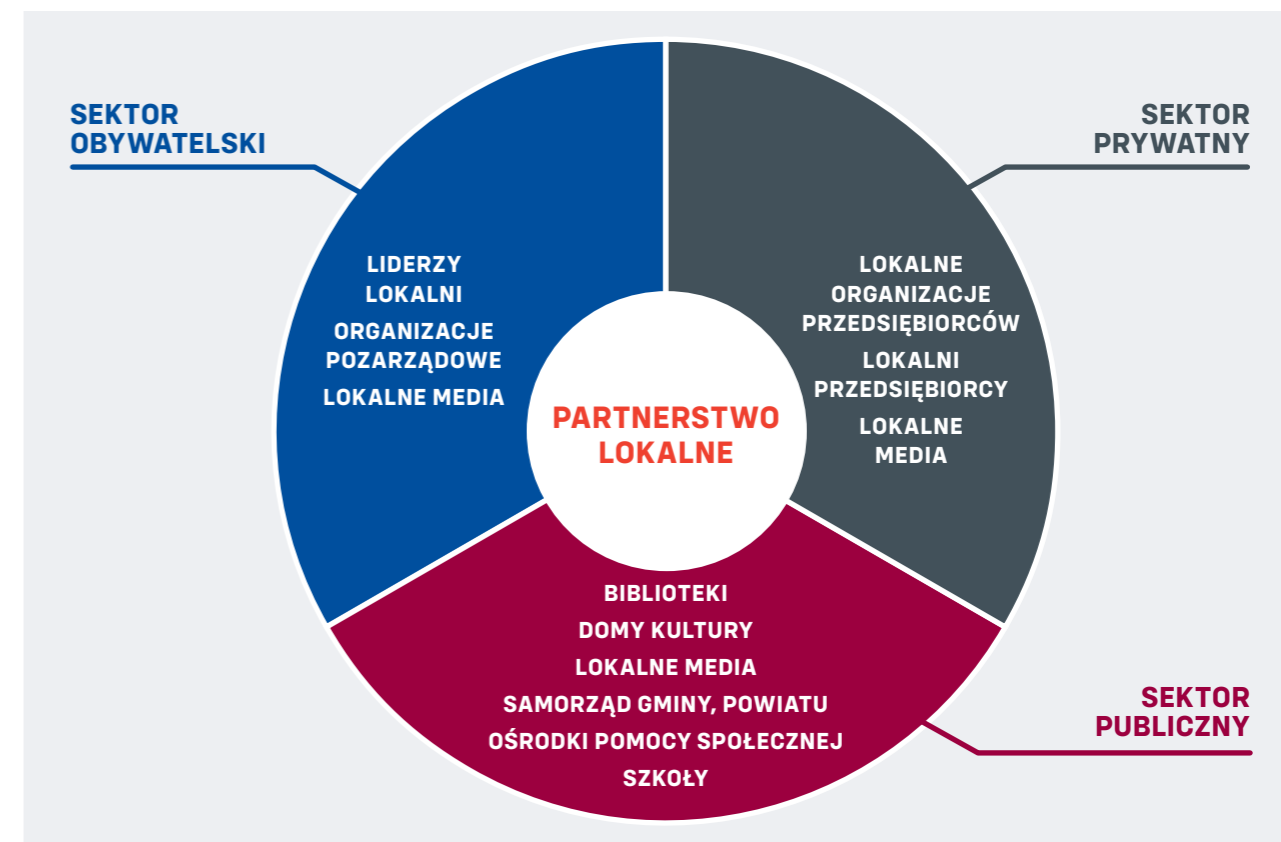 SEKTOR
OBYWATELSKI
SEKTOR
PRYWATNY
LIDERZY
LOKALNI
ORGANIZACJE
POZARZĄDOWE
LOKALNE MEDIA
LOKALNE
ORGANIZACJE
PRZEDSIĘBIORCÓW
LOKALNI
PRZEDSIĘBIORCY
LOKALNE
MEDIA
PARTNERSTWO
LOKALNE
BIBLIOTEKI
DOMY KULTURY
LOKALNE MEDIA
SAMORZĄD GMINY, POWIATU
OŚRODKI POMOCY SPOŁECZNEJ
SZKOŁY
SEKTOR
PUBLICZNY